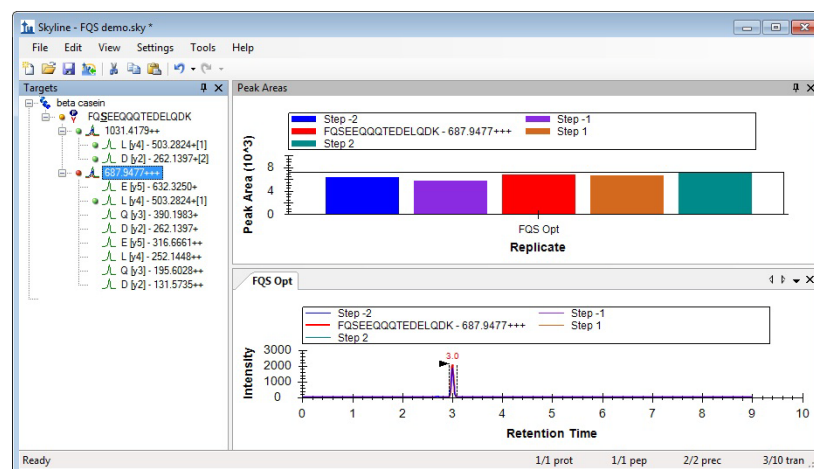 Skyline - FQS demo.sky *
File Edit View Settings Tools Help
Targets
beta casein
FQSEEQQQTEDELQDK
1031.4179++
L [y4] - 503.2824+[1]
D [y2] - 262.1397+[2]
687.9477+++
E [y5] - 632.3250+
L [y4] - 503.2824+[1]
Q [y3] - 390.1983+
D [y2] - 262.1397+
E [y5] - 316.6661++
L [y4] - 252.1448++
Q [y3] - 195.6028++
D [y2] - 131.5735++
Peak Areas
Step -2 Step -1
FQSEEQQQTEDELQDK - 687.9477+++ Step 1
Step 2
Peak Area (10^3)
8
4
0
FQS Opt
Replicate
FQS Opt
Step -2 Step -1
FQSEEQQQTEDELQDK - 687.9477+++ Step 1
Step 2
Intensity
3000
2000
1000
0
3.0
0 1 2 3 4 5 6 7 8 9 10
Retention Time
Ready 1/1 prot 1/1 pep 2/2 prec 3/10 tran